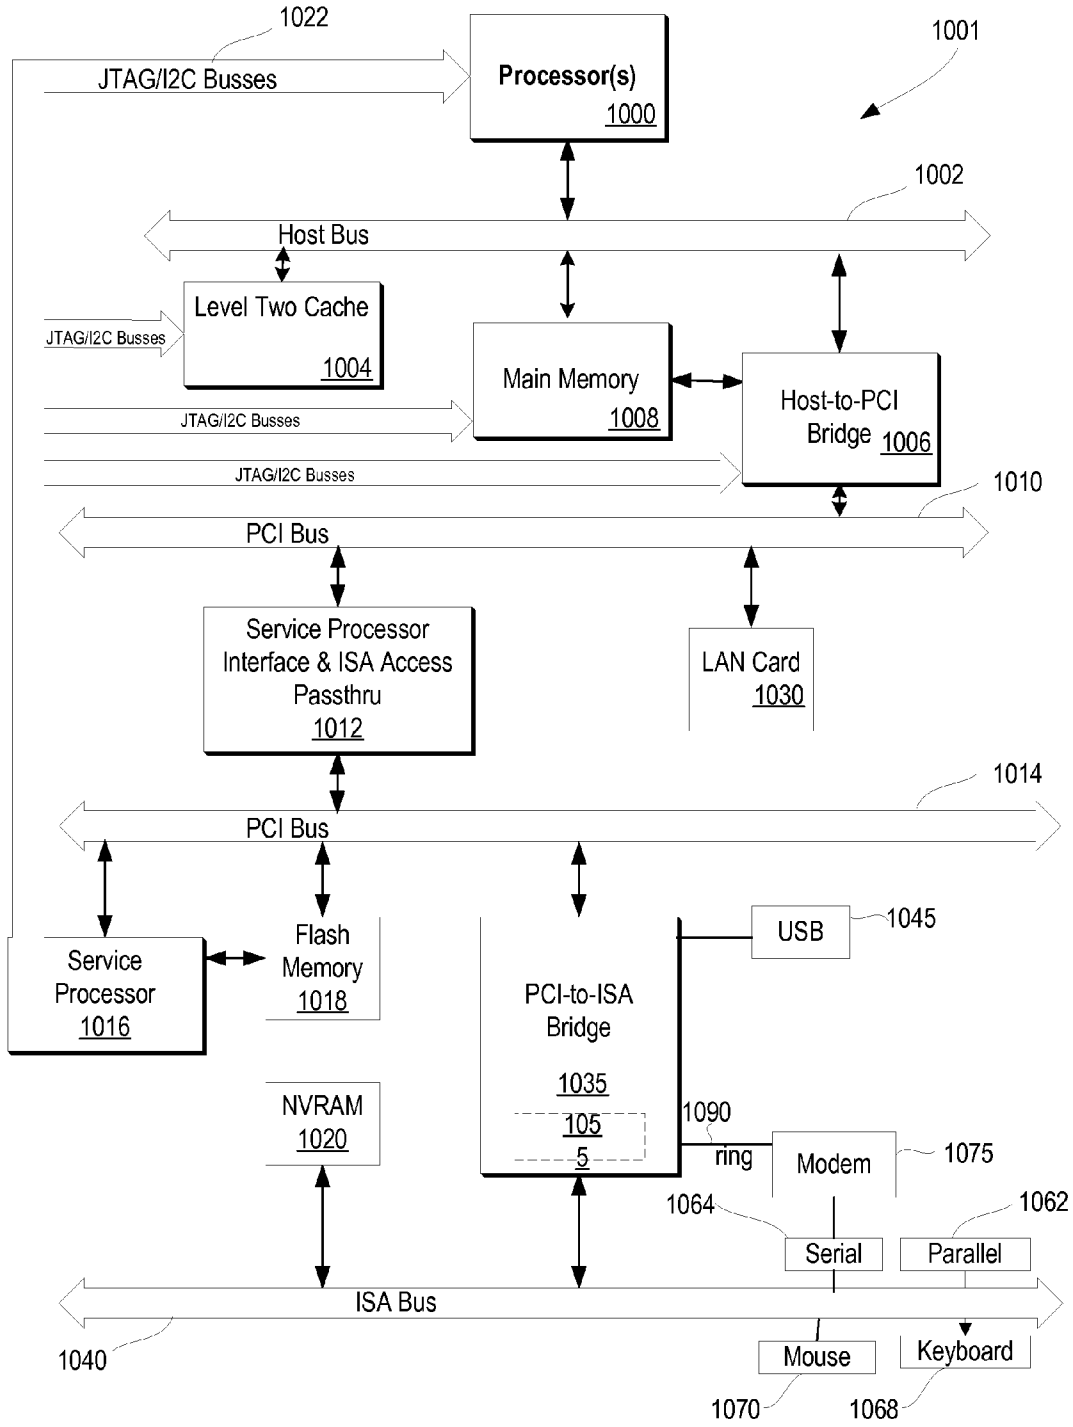 1022
JTAG/I2C Busses
Processor(s)
1000
1001
1002
Host Bus
Level Two Cache
1004
JTAG/I2C Busses
Main Memory
1008
Host-to-PCI
Bridge 1006
JTAG/I2C Busses
JTAG/I2C Busses
1010
PCI Bus
Service Processor
Interface & ISA Access
Passthru
1012
LAN Card
1030
1014
PCI Bus
Service
Processor
1016
Flash
Memory
1018
PCI-to-ISA
Bridge
1035
105
5
USB
1045
NVRAM
1020
1090
ring
Modem
1075
1064
1062
Serial
Parallel
ISA Bus
1040
Mouse
Keyboard
1070
1068